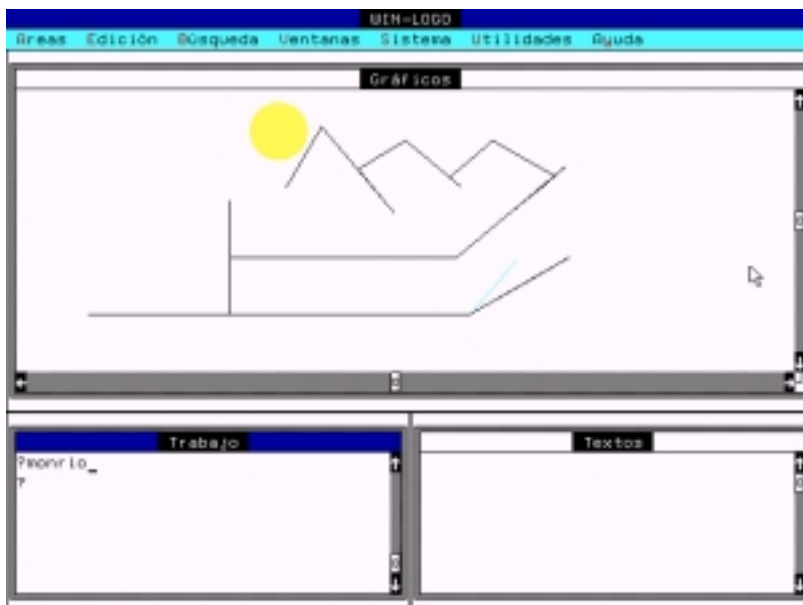 WIN-LOGO
Areas Edición Búsqueda Ventanas Sistema Utilidades Ayuda
Gráficos
Trabajo
?monrio_
?
Textos